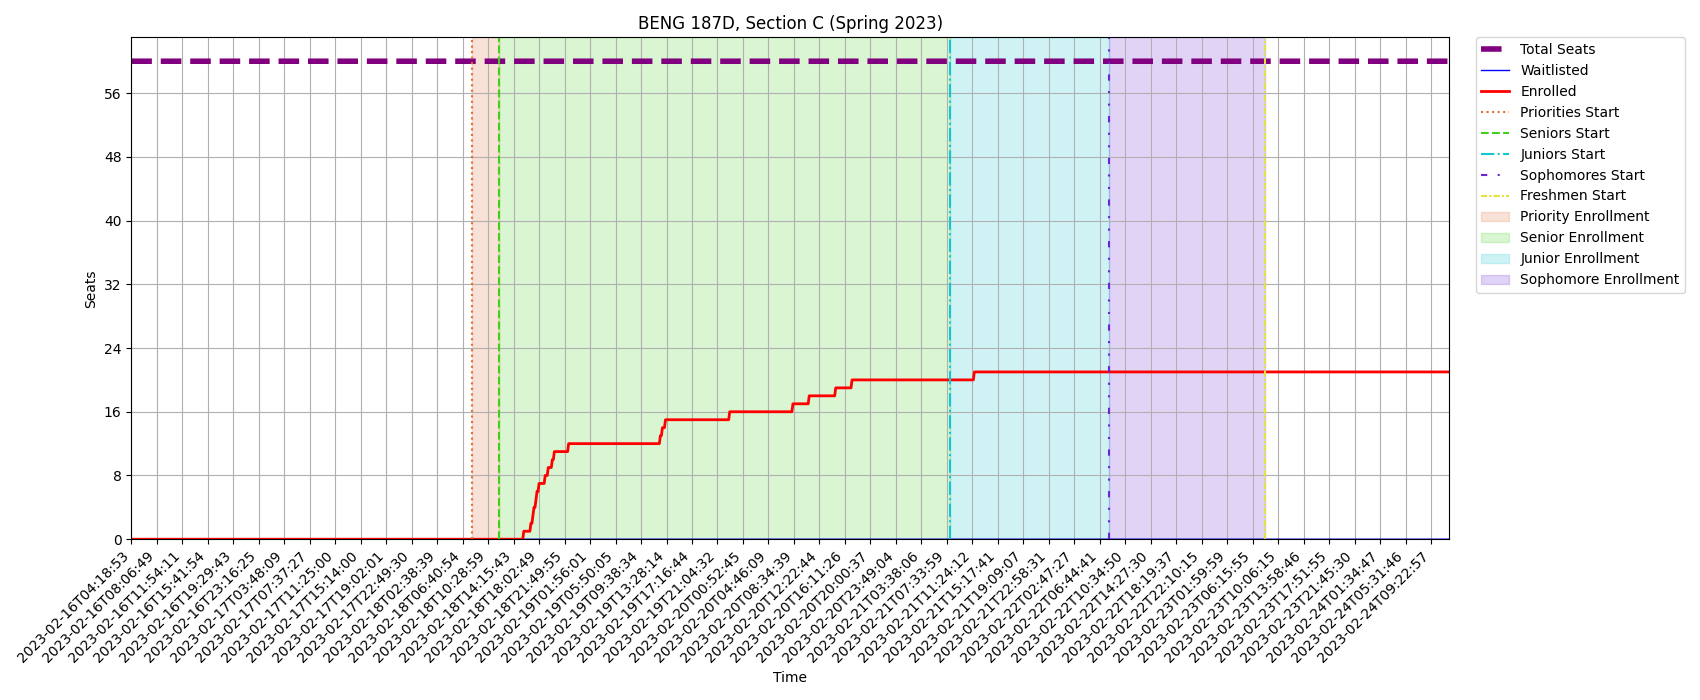 BENG 187D, Section C (Spring 2023)
Total Seats
Waitlisted
Enrolled
Priorities Start
Seniors Start
Juniors Start
Sophomores Start
Freshmen Start
Priority Enrollment
Senior Enrollment
Junior Enrollment
Sophomore Enrollment
56
48
40
32
24
16
8
0
Seats
2023-02-16T04:18:53
2023-02-16T08:06:49
2023-02-16T11:54:11
2023-02-16T15:41:54
2023-02-16T19:29:43
2023-02-16T23:16:25
2023-02-17T03:48:09
2023-02-17T07:37:27
2023-02-17T11:25:00
2023-02-17T15:14:00
2023-02-17T19:02:01
2023-02-17T22:49:30
2023-02-18T02:38:39
2023-02-18T06:40:54
2023-02-18T10:28:59
2023-02-18T14:15:43
2023-02-18T18:02:49
2023-02-18T21:49:55
2023-02-19T01:56:01
2023-02-19T05:50:05
2023-02-19T09:38:34
2023-02-19T13:28:14
2023-02-19T17:16:44
2023-02-19T21:04:32
2023-02-20T00:52:45
2023-02-20T04:46:09
2023-02-20T08:34:39
2023-02-20T12:22:44
2023-02-20T16:11:26
2023-02-20T20:00:37
2023-02-20T23:49:04
2023-02-21T03:38:06
2023-02-21T07:33:59
2023-02-21T11:24:12
2023-02-21T15:17:41
2023-02-21T19:09:07
2023-02-21T22:58:31
2023-02-22T02:47:27
2023-02-22T06:44:41
2023-02-22T10:34:50
2023-02-22T14:27:30
2023-02-22T18:19:37
2023-02-22T22:10:15
2023-02-23T01:59:59
2023-02-23T06:15:55
2023-02-23T10:06:15
2023-02-23T13:58:46
2023-02-23T17:51:55
2023-02-23T21:45:30
2023-02-24T01:34:47
2023-02-24T05:31:46
2023-02-24T09:22:57
Time